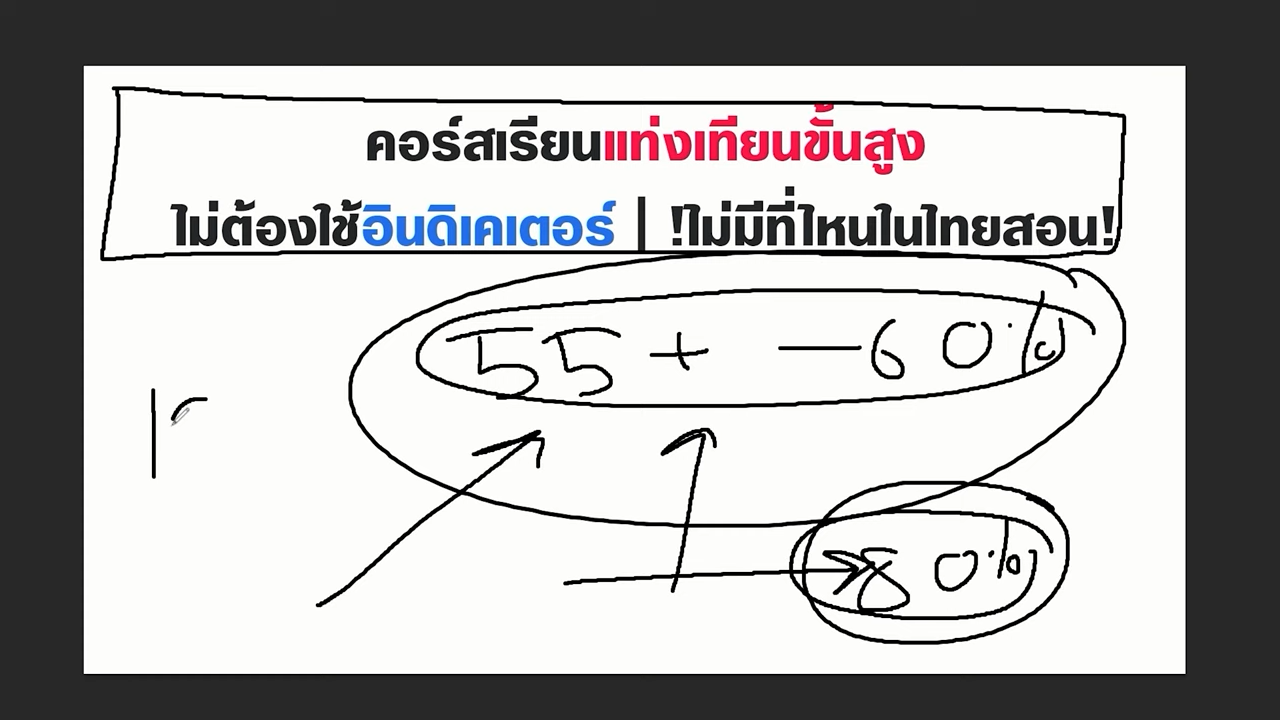 คอร์สเรียนแท่งเทียนขั้นสูง
ไม่ต้องใช้อินดิเคเตอร์ | !ไม่มีที่ไหนในไทยสอน!
55 + — 60%
80%